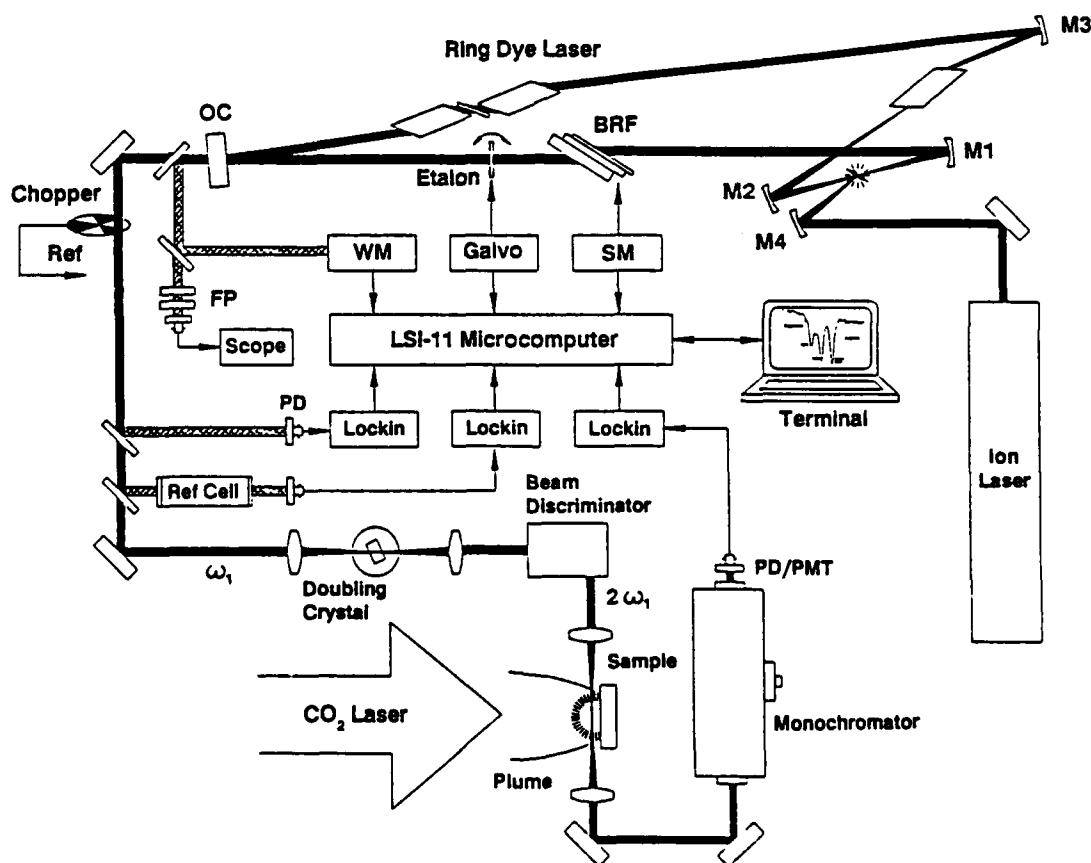 M3
Ring Dye Laser
OC
BRF
M1
Etalon
Chopper
M2
Ref
M4
WM
Galvo
SM
FP
Scope
LSI-11 Microcomputer
PD
Lockin
Lockin
Lockin
Terminal
Ion
Laser
Ref Cell
Beam
Discriminator
PD/PMT
ω₁
Doubling
Crystal
2 ω₁
Sample
CO₂ Laser
Monochromator
Plume